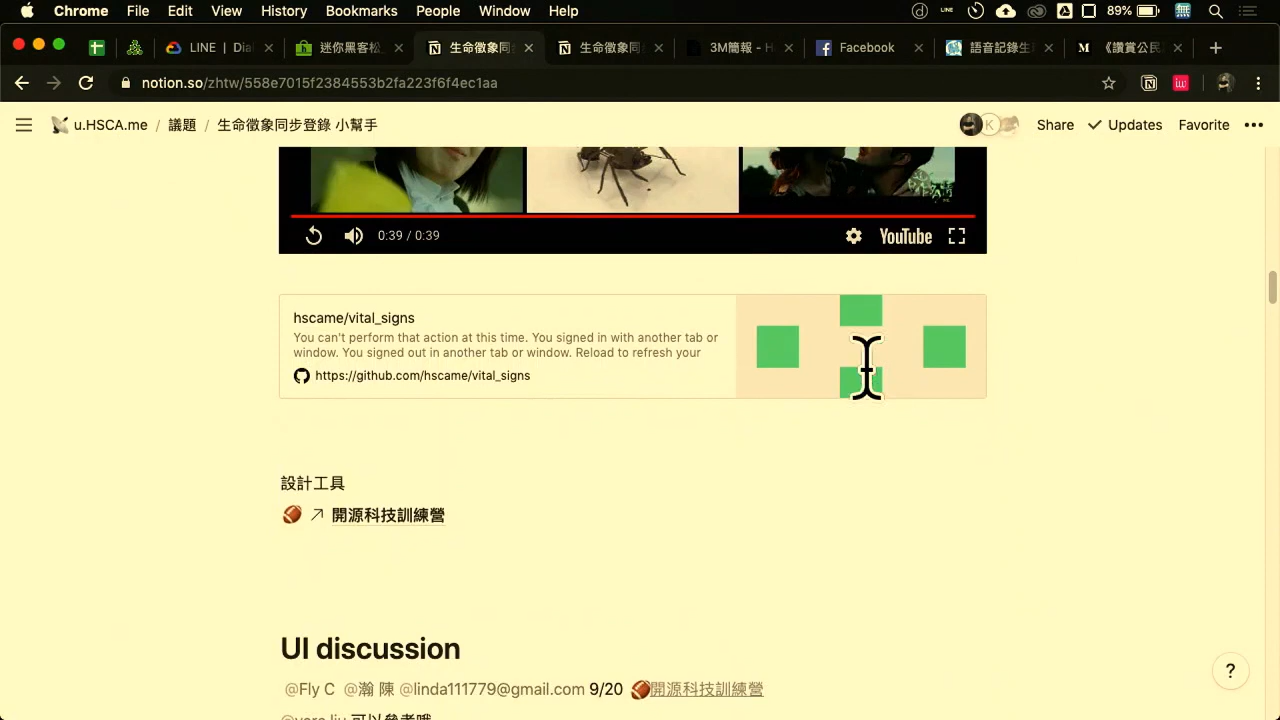 Chrome File Edit View History Bookmarks People Window Help
LINE 89% 無
LINE | Dial 迷你黑客松 生命徵象同 生命徵象同 3M簡報 - H Facebook 語音記錄生 《讚賞公民
notion.so/zhtw/558e7015f2384553b2fa223f6f4ec1aa
u.HSCA.me / 議題 / 生命徵象同步登錄 小幫手 K Share Updates Favorite
0:39 / 0:39 YouTube
hscame/vital_signs
You can't perform that action at this time. You signed in with another tab or
window. You signed out in another tab or window. Reload to refresh your
https://github.com/hscame/vital_signs
設計工具
開源科技訓練營
UI discussion
@Fly C @瀚 陳 @linda111779@gmail.com 9/20 開源科技訓練營
?